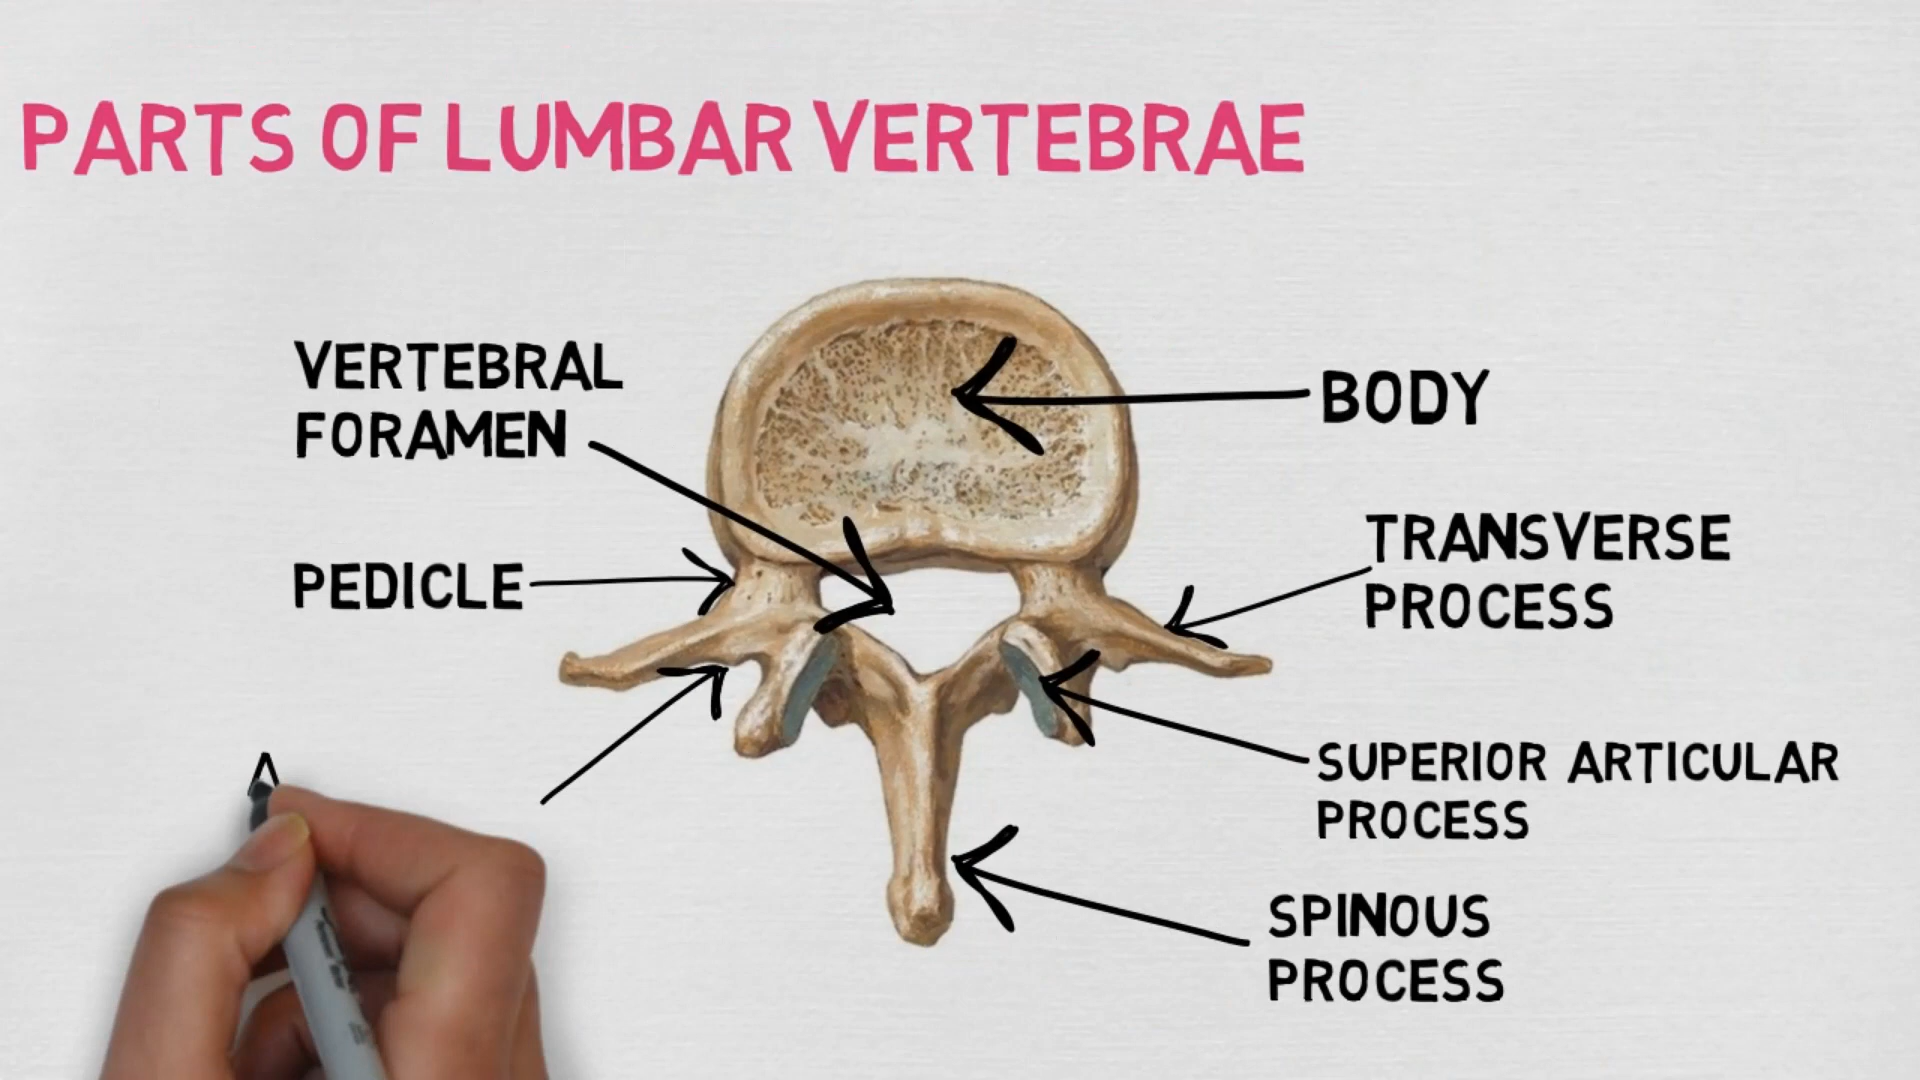 PARTS OF LUMBAR VERTEBRAE
VERTEBRAL
FORAMEN
BODY
PEDICLE
TRANSVERSE
PROCESS
SUPERIOR ARTICULAR
PROCESS
SPINOUS
PROCESS
A